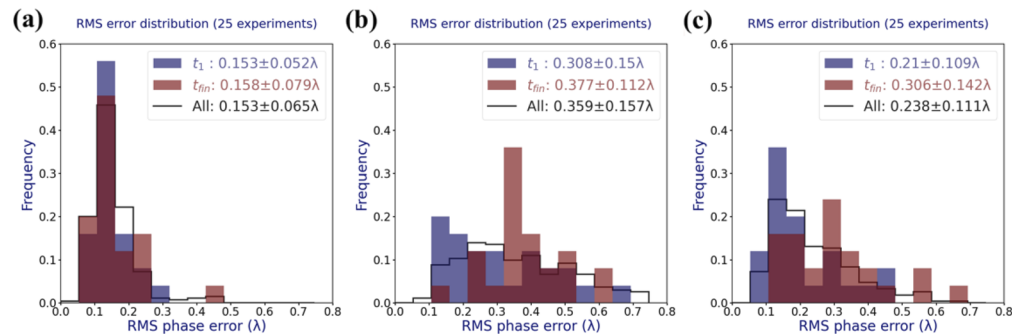 (a)
RMS error distribution (25 experiments)
t1 : 0.153±0.052λ
tfin: 0.158±0.079λ
All: 0.153±0.065λ
0.6
0.5
0.4
0.3
0.2
0.1
0.0
Frequency
0.0 0.1 0.2 0.3 0.4 0.5 0.6 0.7 0.8
RMS phase error (λ)
(b)
RMS error distribution (25 experiments)
t1 : 0.308±0.15λ
tfin: 0.377±0.112λ
All: 0.359±0.157λ
0.6
0.5
0.4
0.3
0.2
0.1
0.0
Frequency
0.0 0.1 0.2 0.3 0.4 0.5 0.6 0.7 0.8
RMS phase error (λ)
(c)
RMS error distribution (25 experiments)
t1 : 0.21±0.109λ
tfin: 0.306±0.142λ
All: 0.238±0.111λ
0.6
0.5
0.4
0.3
0.2
0.1
0.0
Frequency
0.0 0.1 0.2 0.3 0.4 0.5 0.6 0.7 0.8
RMS phase error (λ)